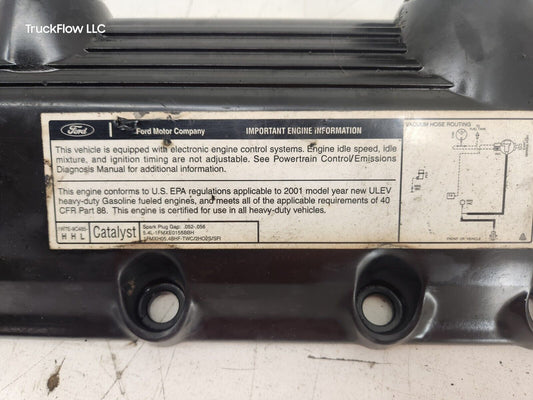 TruckFlow LLC
Ford
Ford Motor Company
IMPORTANT ENGINE INFORMATION
This vehicle is equipped with electronic engine control systems. Engine idle speed, idle
mixture, and ignition timing are not adjustable. See Powertrain Control/Emissions
Diagnosis Manual for additional information.
This engine conforms to U.S. EPA regulations applicable to 2001 model year new ULEV
heavy-duty Gasoline fueled engines, and meets all of the applicable requirements of 40
CFR Part 86. This engine is certified for use in all heavy-duty vehicles.
HHL
Catalyst
Spark Plug Gap: .052-.056
VACUUM HOSE ROUTING
TO
FUEL TANK
FRONT OF VEHICLE